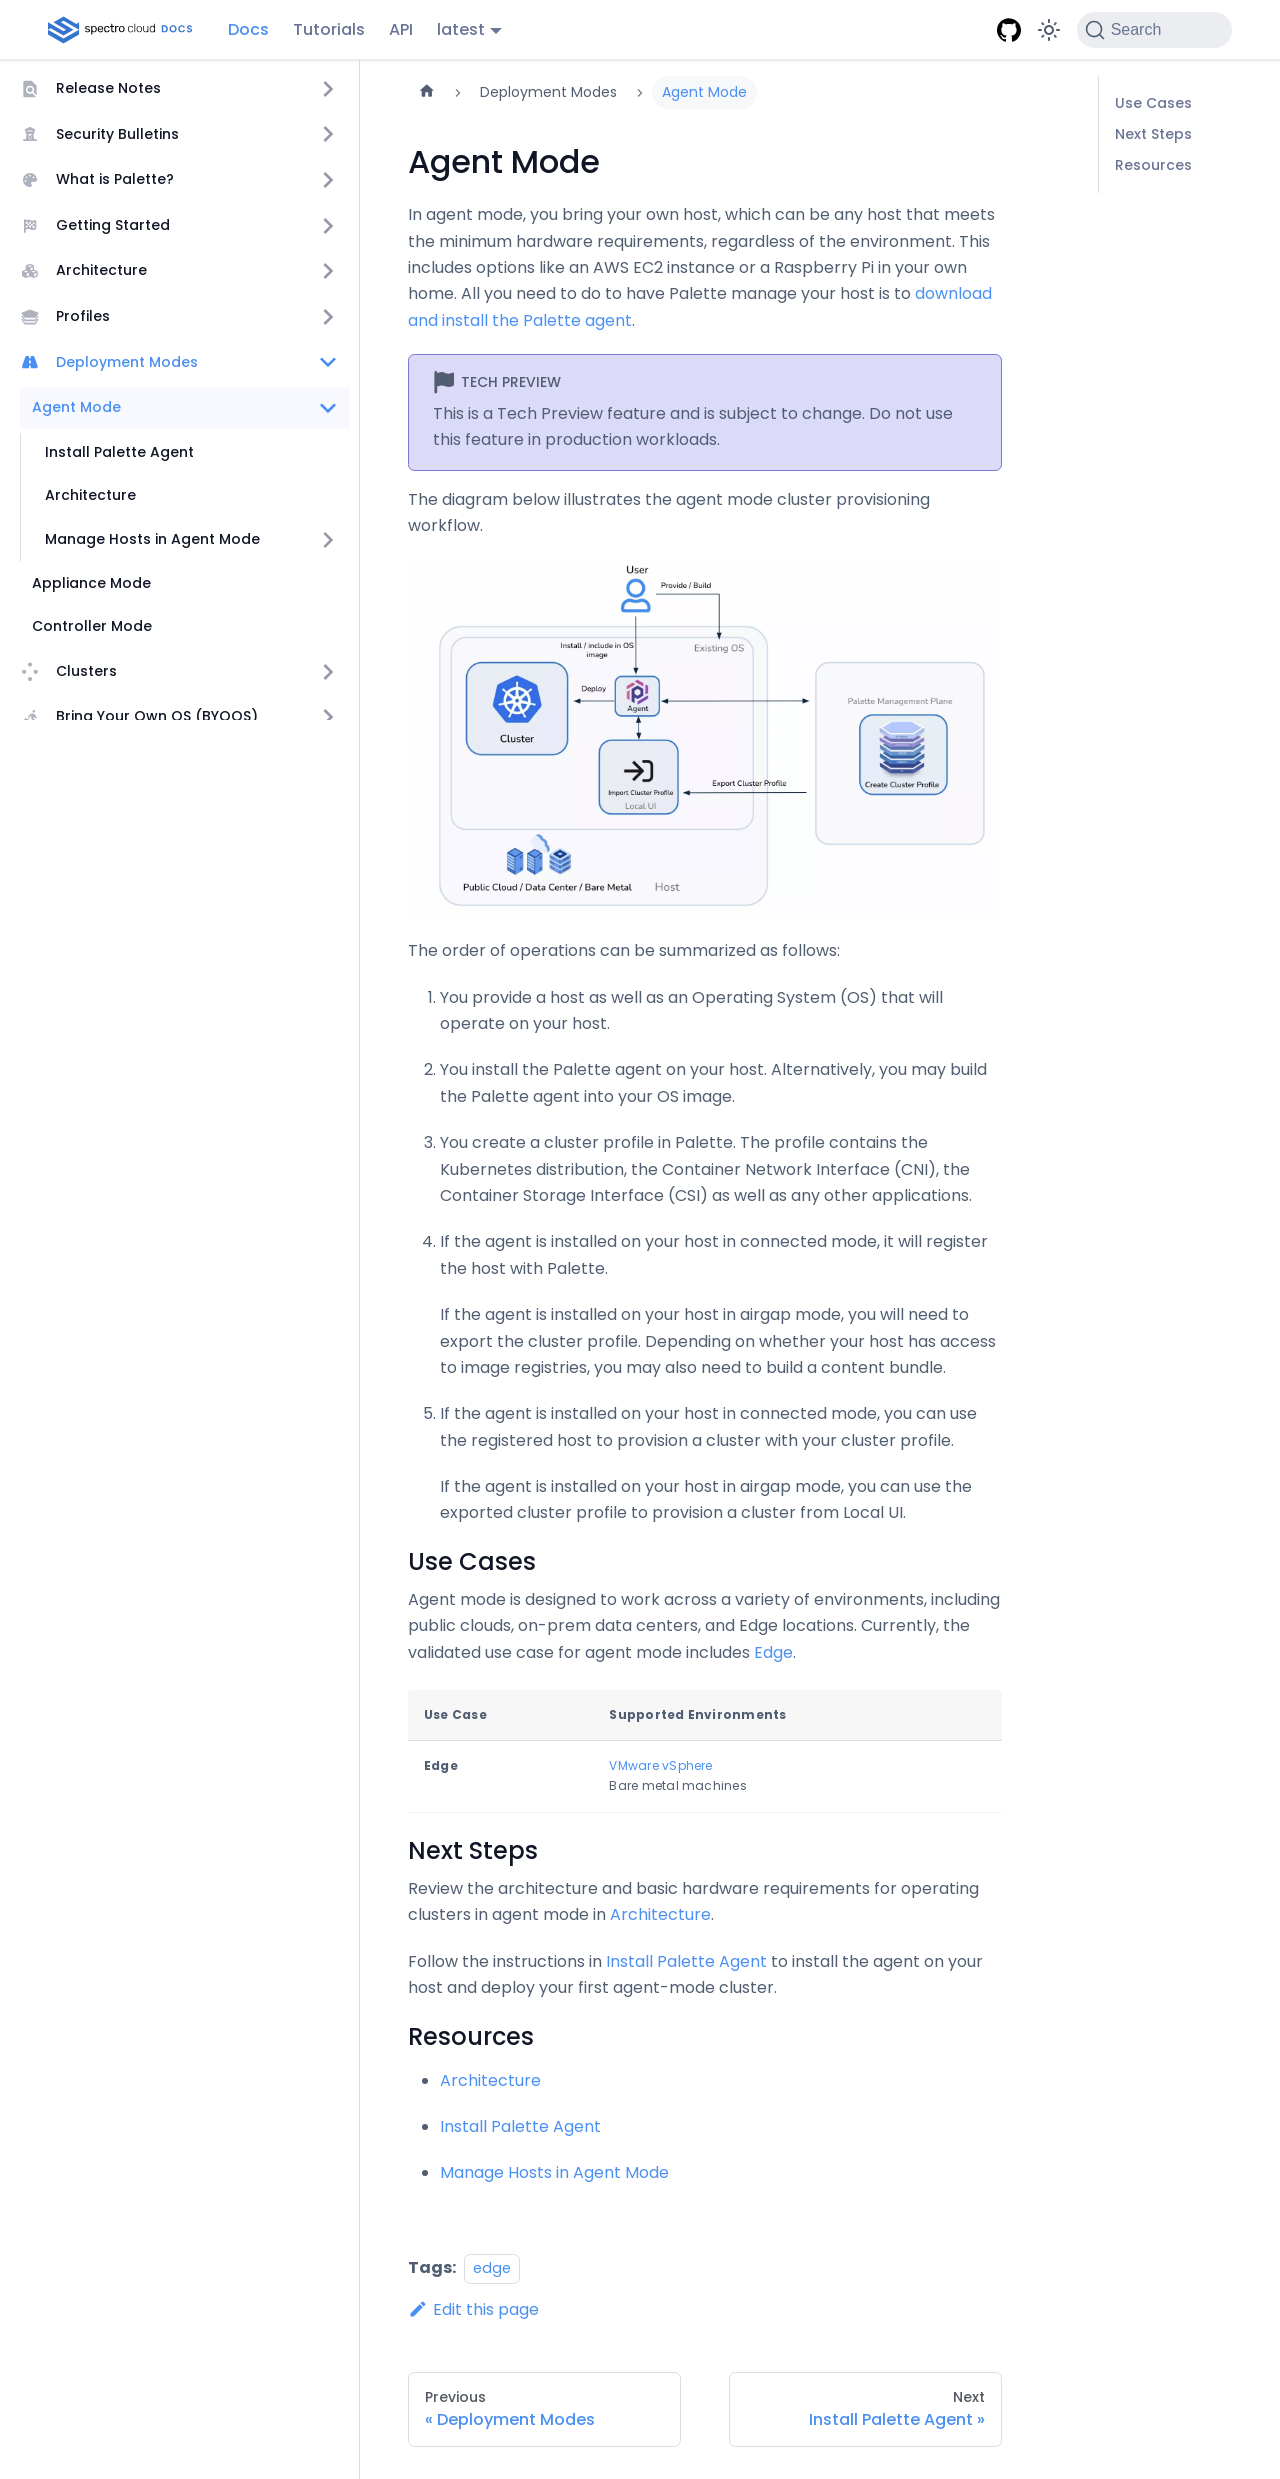 spectro cloud DOCS
Docs
Tutorials
API
latest
Search
Release Notes
Security Bulletins
What is Palette?
Getting Started
Architecture
Profiles
Deployment Modes
Agent Mode
Install Palette Agent
Architecture
Manage Hosts in Agent Mode
Appliance Mode
Controller Mode
Clusters
Bring Your Own OS (BYOOS)
Deployment Modes
Agent Mode
Use Cases
Next Steps
Resources
Agent Mode
In agent mode, you bring your own host, which can be any host that meets
the minimum hardware requirements, regardless of the environment. This
includes options like an AWS EC2 instance or a Raspberry Pi in your own
home. All you need to do to have Palette manage your host is to download
and install the Palette agent.
TECH PREVIEW
This is a Tech Preview feature and is subject to change. Do not use
this feature in production workloads.
The diagram below illustrates the agent mode cluster provisioning
workflow.
User
Provide / Build
Install / include in OS
image
Existing OS
Deploy
Agent
Cluster
Palette Management Plane
Import Cluster Profile
Local UI
Export Cluster Profile
Create Cluster Profile
Public Cloud / Data Center / Bare Metal
Host
The order of operations can be summarized as follows:
1. You provide a host as well as an Operating System (OS) that will
operate on your host.
2. You install the Palette agent on your host. Alternatively, you may build
the Palette agent into your OS image.
3. You create a cluster profile in Palette. The profile contains the
Kubernetes distribution, the Container Network Interface (CNI), the
Container Storage Interface (CSI) as well as any other applications.
4. If the agent is installed on your host in connected mode, it will register
the host with Palette.
If the agent is installed on your host in airgap mode, you will need to
export the cluster profile. Depending on whether your host has access
to image registries, you may also need to build a content bundle.
5. If the agent is installed on your host in connected mode, you can use
the registered host to provision a cluster with your cluster profile.
If the agent is installed on your host in airgap mode, you can use the
exported cluster profile to provision a cluster from Local UI.
Use Cases
Agent mode is designed to work across a variety of environments, including
public clouds, on-prem data centers, and Edge locations. Currently, the
validated use case for agent mode includes Edge.
Use Case
Supported Environments
Edge
VMware vSphere
Bare metal machines
Next Steps
Review the architecture and basic hardware requirements for operating
clusters in agent mode in Architecture.
Follow the instructions in Install Palette Agent to install the agent on your
host and deploy your first agent-mode cluster.
Resources
Architecture
Install Palette Agent
Manage Hosts in Agent Mode
Tags: edge
Edit this page
Previous
« Deployment Modes
Next
Install Palette Agent »